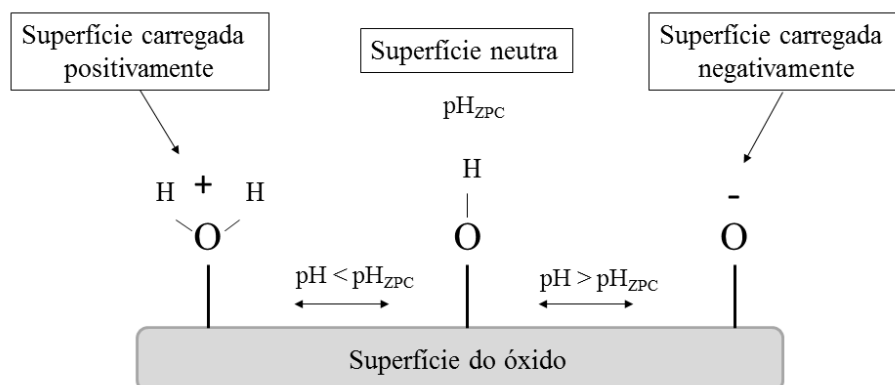 Superfície carregada
positivamente
Superfície neutra
Superfície carregada
negativamente
pH_ZPC
H + H
O
H
O
-
O
pH < pH_ZPC
pH > pH_ZPC
Superfície do óxido